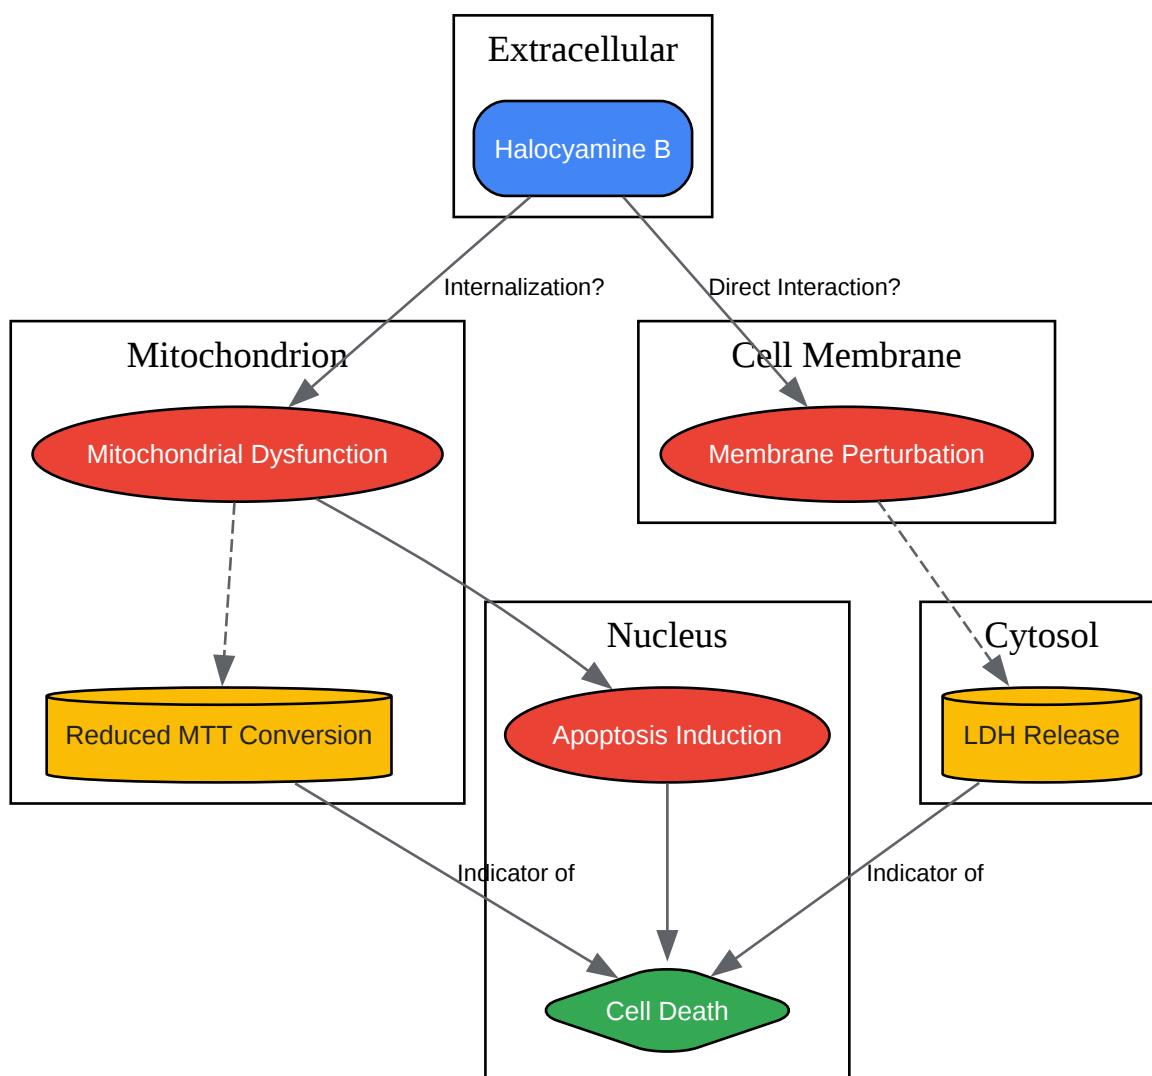 Extracellular
Halocyamine B
Internalization?
Direct Interaction?
Mitochondrion
Cell Membrane
Mitochondrial Dysfunction
Membrane Perturbation
Nucleus
Cytosol
Reduced MTT Conversion
Apoptosis Induction
LDH Release
Indicator of
Indicator of
Cell Death